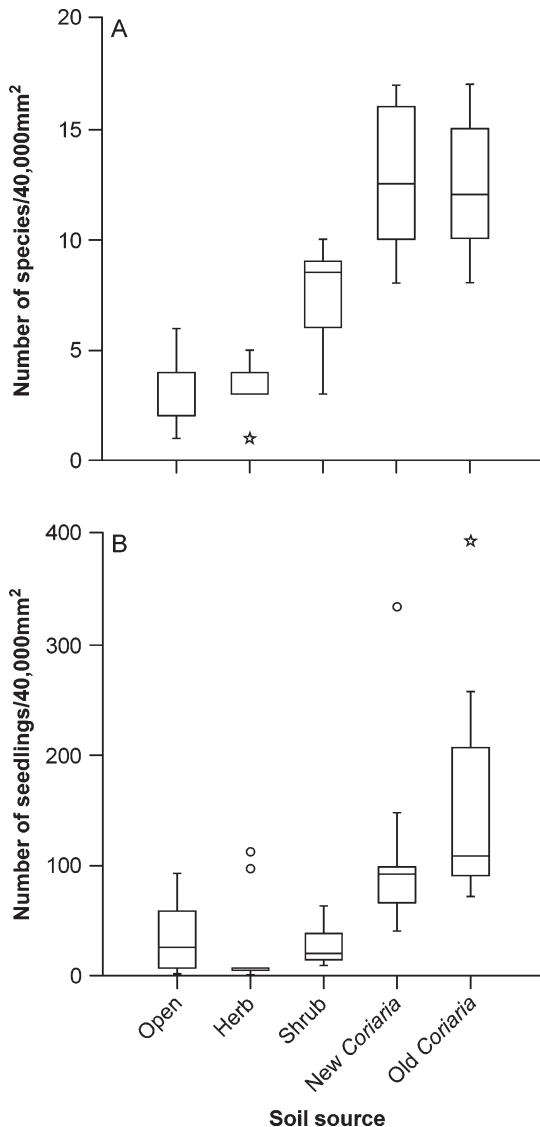 A
20
15
10
5
0
Number of species/40,000mm²
B
400
300
200
100
0
Number of seedlings/40,000mm²
Open
Herb
Shrub
New Coriaria
Old Coriaria
Soil source